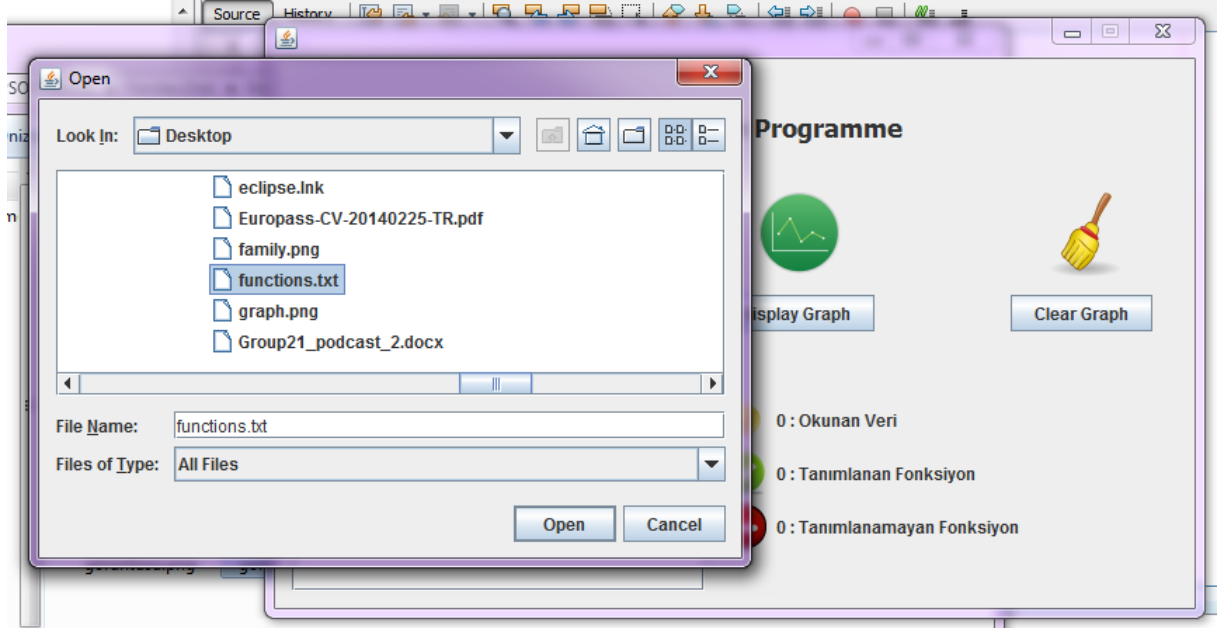 Source History
Open
Look In: Desktop
eclipse.lnk
Europass-CV-20140225-TR.pdf
family.png
functions.txt
graph.png
Group21_podcast_2.docx
File Name: functions.txt
Files of Type: All Files
Open Cancel
Programme
isplay Graph Clear Graph
0 : Okunan Veri
0 : Tanımlanan Fonksiyon
0 : Tanımlanamayan Fonksiyon